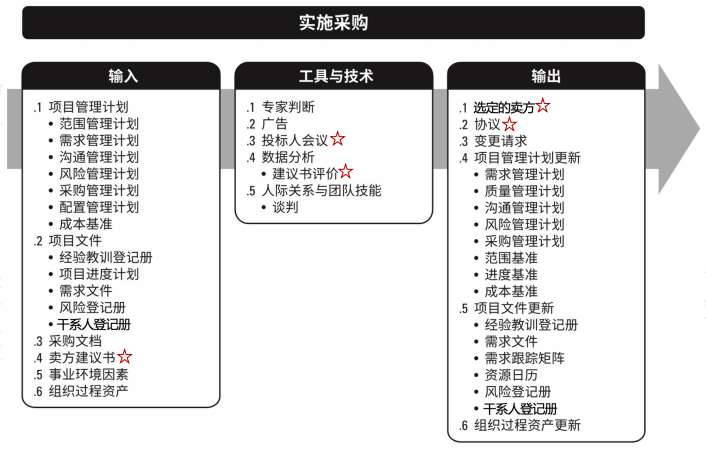 实施采购
输入
.1 项目管理计划
• 范围管理计划
• 需求管理计划
• 沟通管理计划
• 风险管理计划
• 采购管理计划
• 配置管理计划
• 成本基准
.2 项目文件
• 经验教训登记册
• 项目进度计划
• 需求文件
• 风险登记册
• 干系人登记册
.3 采购文档
.4 卖方建议书☆
.5 事业环境因素
.6 组织过程资产
工具与技术
.1 专家判断
.2 广告
.3 投标人会议☆
.4 数据分析
• 建议书评价☆
.5 人际关系与团队技能
• 谈判
输出
.1 选定的卖方☆
.2 协议☆
.3 变更请求
.4 项目管理计划更新
• 需求管理计划
• 质量管理计划
• 沟通管理计划
• 风险管理计划
• 采购管理计划
• 范围基准
• 进度基准
• 成本基准
.5 项目文件更新
• 经验教训登记册
• 需求文件
• 需求跟踪矩阵
• 资源日历
• 风险登记册
• 干系人登记册
.6 组织过程资产更新